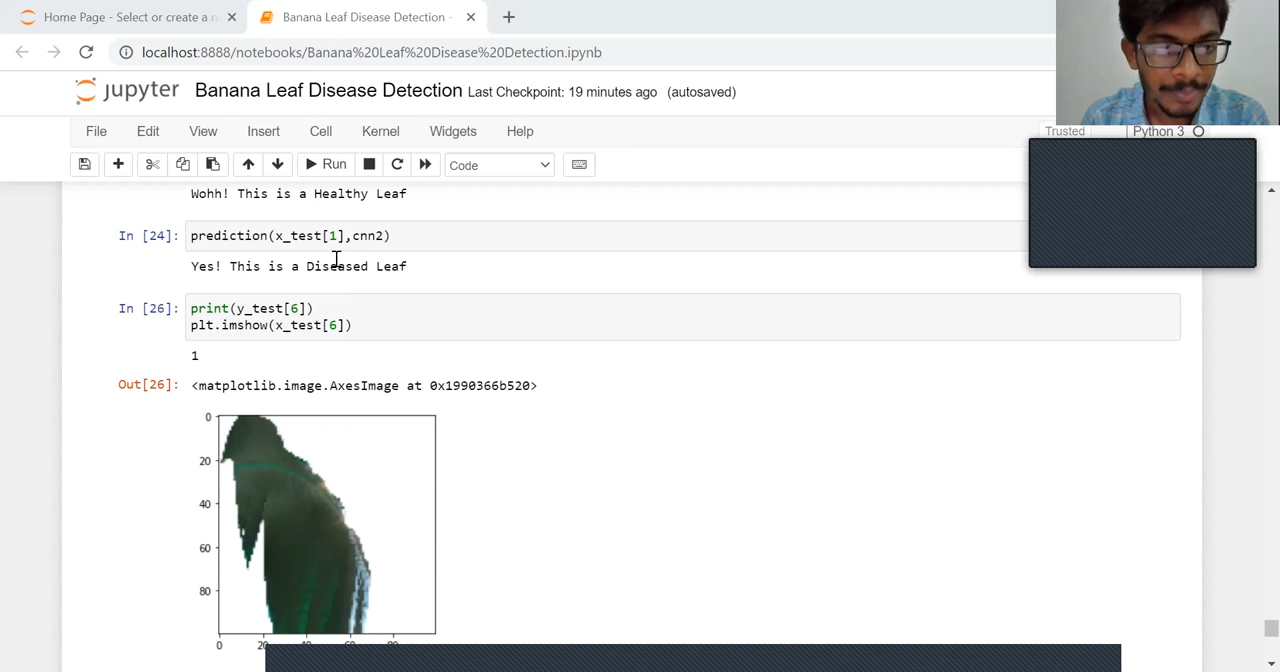 Home Page - Select or create a n
Banana Leaf Disease Detection -
localhost:8888/notebooks/Banana%20Leaf%20Disease%20Detection.ipynb
jupyter Banana Leaf Disease Detection Last Checkpoint: 19 minutes ago (autosaved)
File Edit View Insert Cell Kernel Widgets Help Trusted Python 3
Run Code
Wohh! This is a Healthy Leaf
In [24]: prediction(x_test[1],cnn2)
Yes! This is a Diseased Leaf
In [26]: print(y_test[6])
plt.imshow(x_test[6])
1
Out[26]: <matplotlib.image.AxesImage at 0x1990366b520>
0
20
40
60
80
0 20 40 60 80